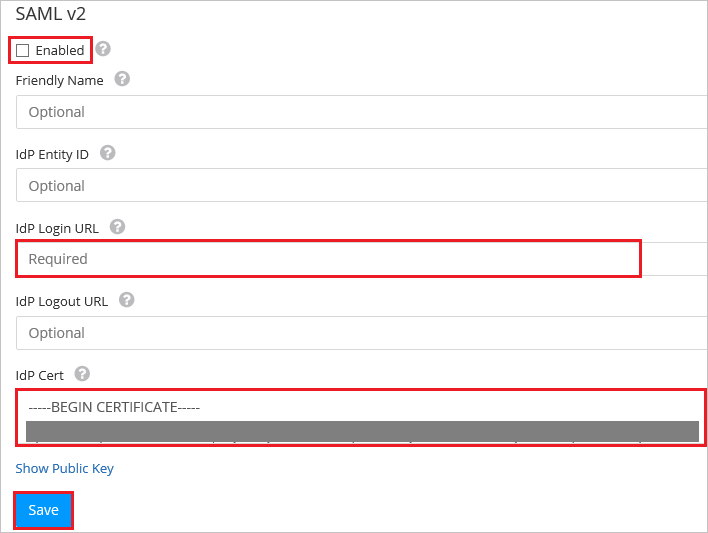 SAML v2
Enabled ?
Friendly Name ?
Optional
IdP Entity ID ?
Optional
IdP Login URL ?
Required
IdP Logout URL ?
Optional
IdP Cert ?
-----BEGIN CERTIFICATE-----
Show Public Key
Save